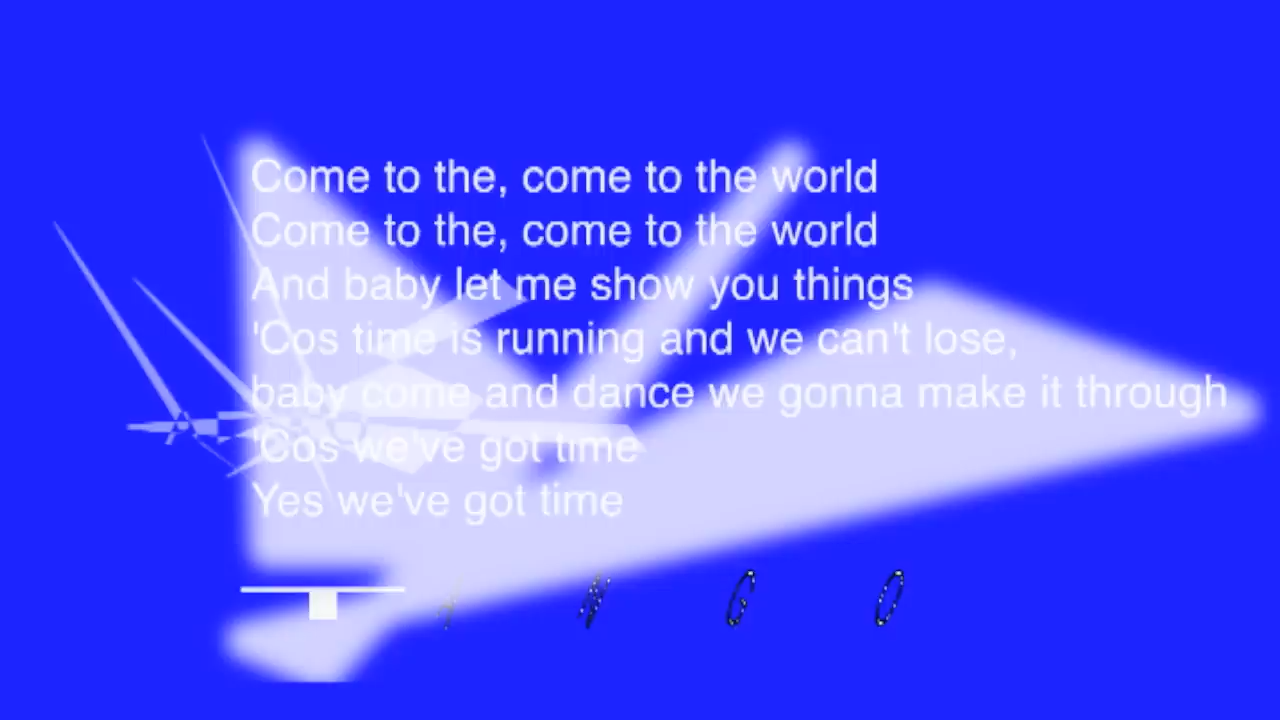 Come to the, come to the world
Come to the, come to the world
And baby let me show you things
'Cos time is running and we can't lose,
baby come and dance we gonna make it through
'Cos we've got time
Yes we've got time
T A N G O